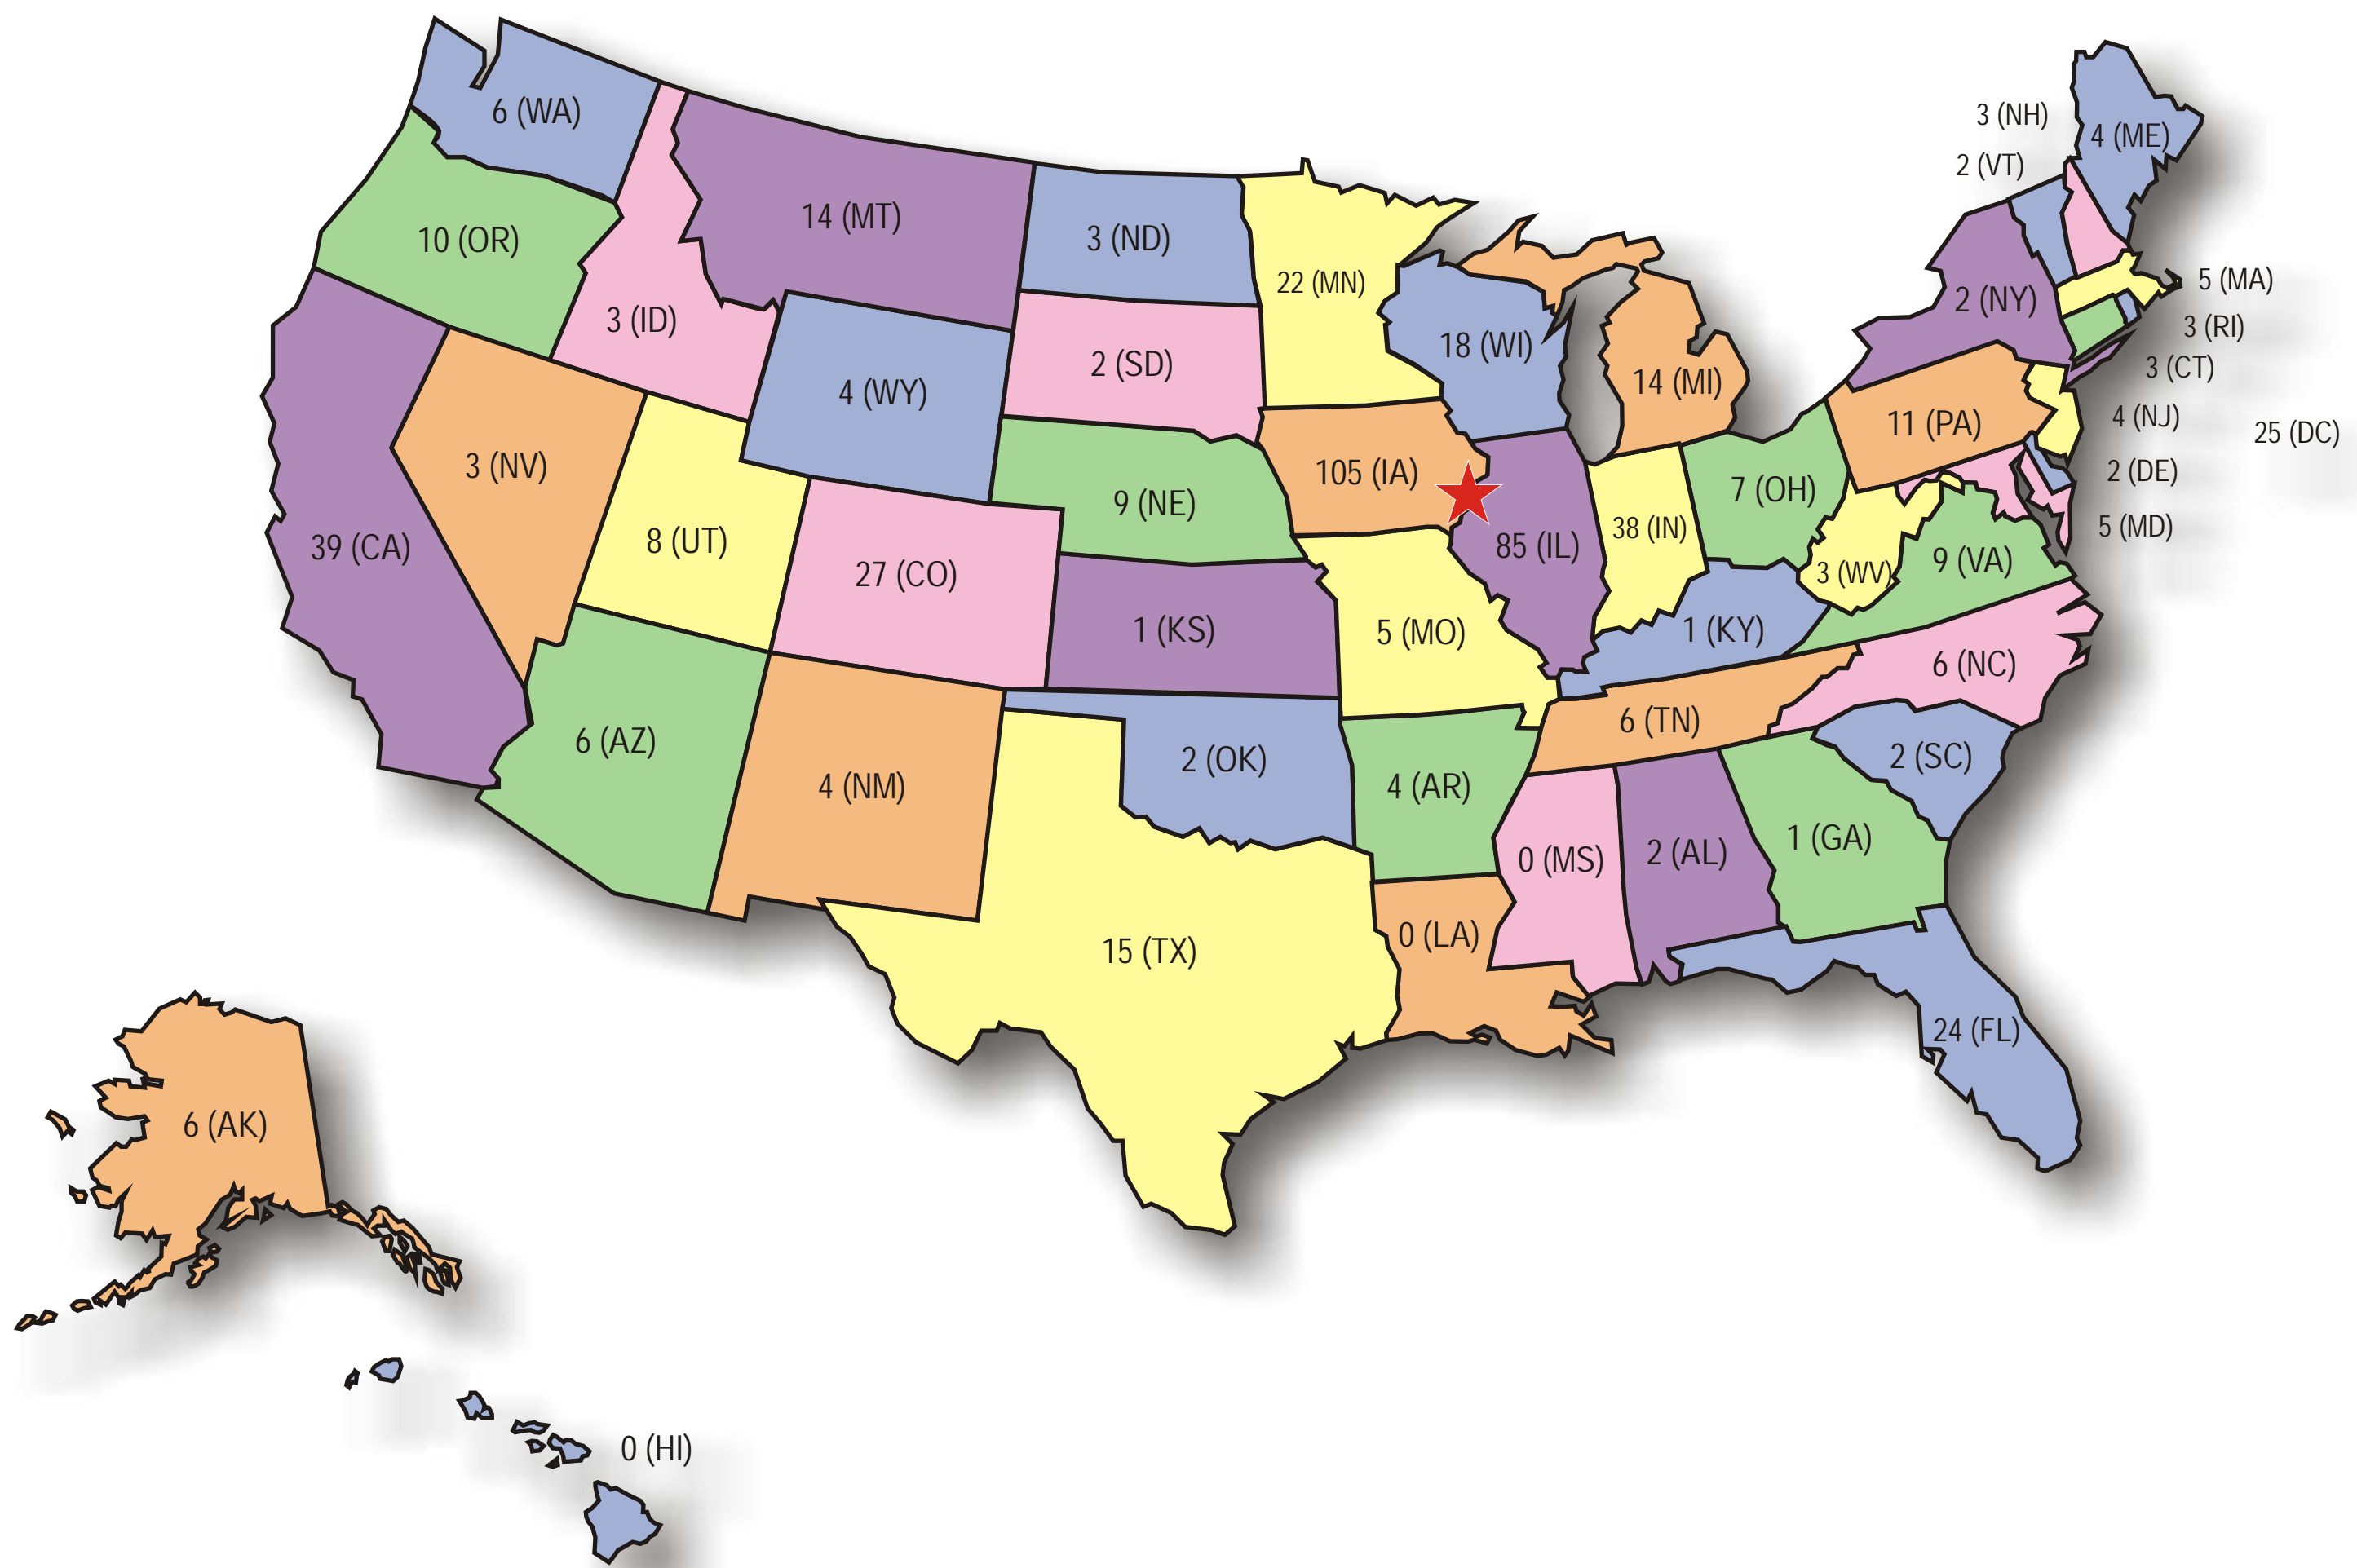 6 (WA)
3 (NH)
4 (ME)
2 (VT)
14 (MT)
10 (OR)
3 (ND)
22 (MN)
5 (MA)
2 (NY)
3 (ID)
3 (RI)
18 (WI)
2 (SD)
3 (CT)
14 (MI)
4 (WY)
4 (NJ)
11 (PA)
25 (DC)
3 (NV)
105 (IA)
2 (DE)
7 (OH)
9 (NE)
5 (MD)
38 (IN)
8 (UT)
39 (CA)
85 (IL)
9 (VA)
3 (WV)
27 (CO)
1 (KS)
5 (MO)
1 (KY)
6 (NC)
6 (TN)
6 (AZ)
2 (SC)
2 (OK)
4 (NM)
4 (AR)
1 (GA)
2 (AL)
0 (MS)
0 (LA)
15 (TX)
24 (FL)
6 (AK)
0 (HI)